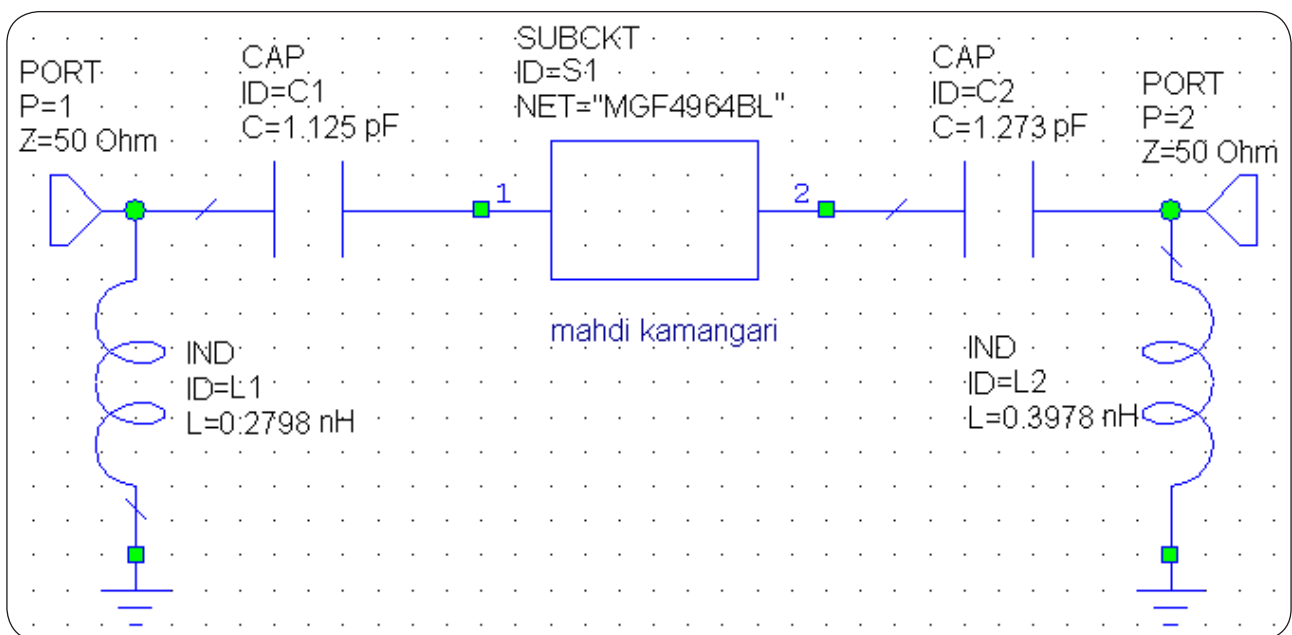 PORT
P=1
Z=50 Ohm
CAP
ID=C1
C=1.125 pF
SUBCKT
ID=S1
NET="MGF4964BL"
CAP
ID=C2
C=1.273 pF
PORT
P=2
Z=50 Ohm
1
2
mahdi kamangari
IND
ID=L1
L=0.2798 nH
IND
ID=L2
L=0.3978 nH